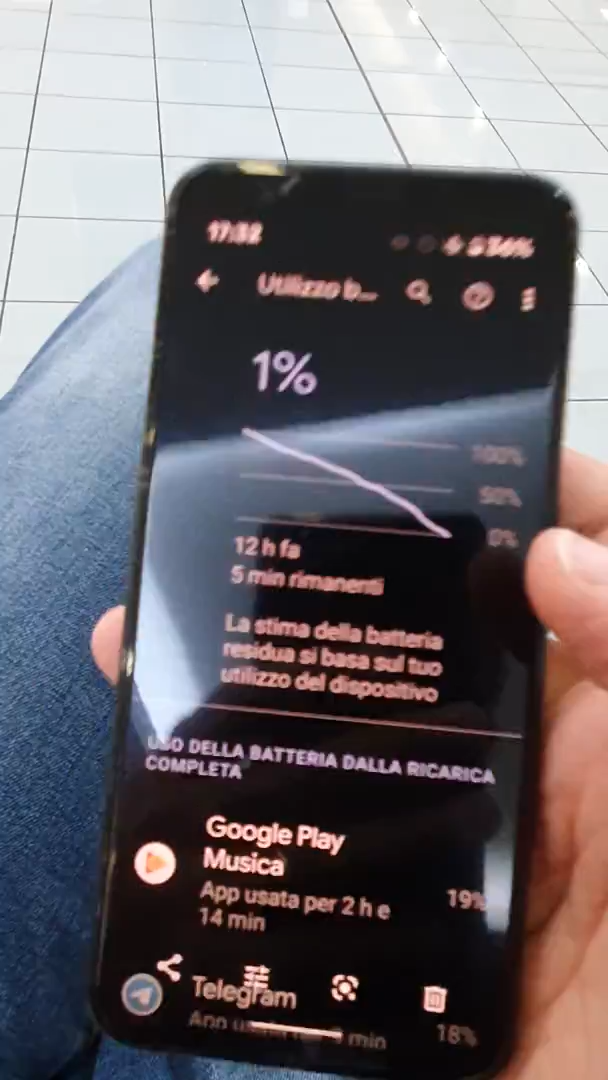 17:32
Utilizzo b...
1%
100%
50%
0%
12 h fa
5 min rimanenti
La stima della batteria
residua si basa sul tuo
utilizzo del dispositivo
USO DELLA BATTERIA DALLA RICARICA
COMPLETA
Google Play
Musica
App usata per 2 h e
14 min
19%
Telegram
App min
18%